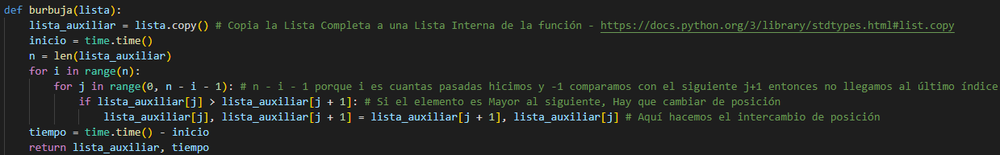 def burbuja(lista):
    lista_auxiliar = lista.copy() # Copia la Lista Completa a una Lista Interna de la función - https://docs.python.org/3/library/stdtypes.html#list.copy
    inicio = time.time()
    n = len(lista_auxiliar)
    for i in range(n):
        for j in range(0, n - i - 1): # n - i - 1 porque i es cuantas pasadas hicimos y -1 comparamos con el siguiente j+1 entonces no llegamos al último índice
            if lista_auxiliar[j] > lista_auxiliar[j + 1]: # Si el elemento es Mayor al siguiente, Hay que cambiar de posición
                lista_auxiliar[j], lista_auxiliar[j + 1] = lista_auxiliar[j + 1], lista_auxiliar[j] # Aquí hacemos el intercambio de posición
    tiempo = time.time() - inicio
    return lista_auxiliar, tiempo